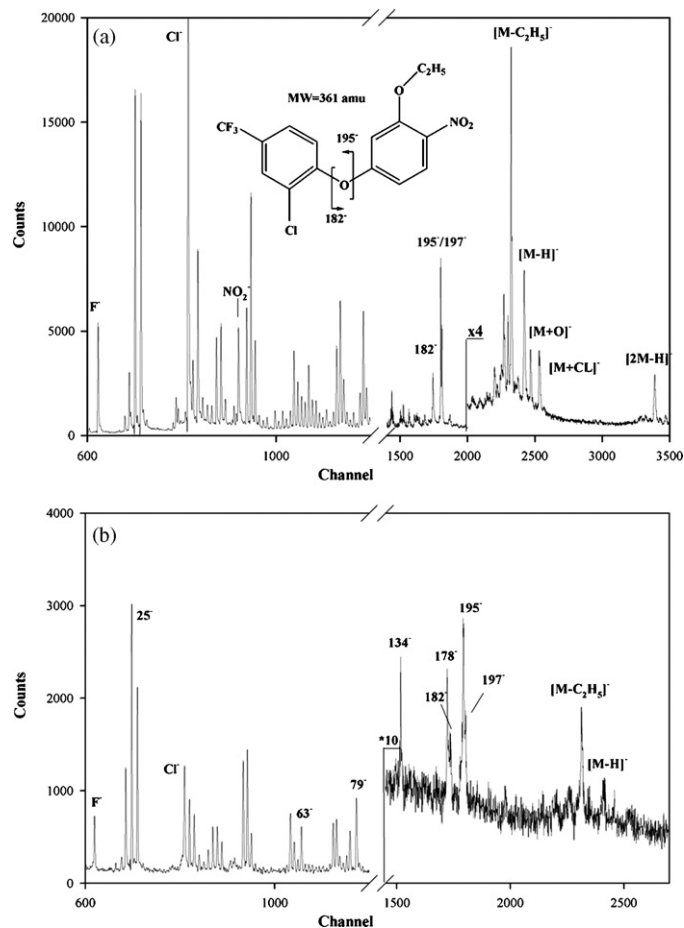 20000
(a)
Cl⁻
[M-C₂H₅]⁻
C₂H₅
MW=361 amu
O
15000
CF₃
195⁻
NO₂
O
182⁻
Cl
Counts
10000
195⁻/197⁻
[M-H]⁻
F⁻
NO₂⁻
[M+O]⁻
5000
182⁻
x4
[M+CL]⁻
[2M-H]⁻
0
600 1000 1500 2000 2500 3000 3500
Channel
4000
(b)
3000
25⁻
195⁻
134⁻
178⁻
Counts
2000
182⁻
197⁻
[M-C₂H₅]⁻
*10
Cl⁻
[M-H]⁻
F⁻
79⁻
1000
63⁻
0
600 1000 1500 2000 2500
Channel